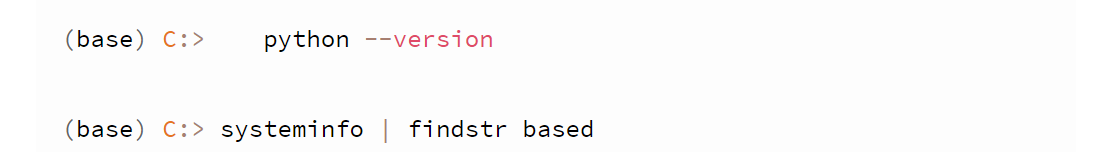 (base) C:>    python --version
(base) C:> systeminfo | findstr based